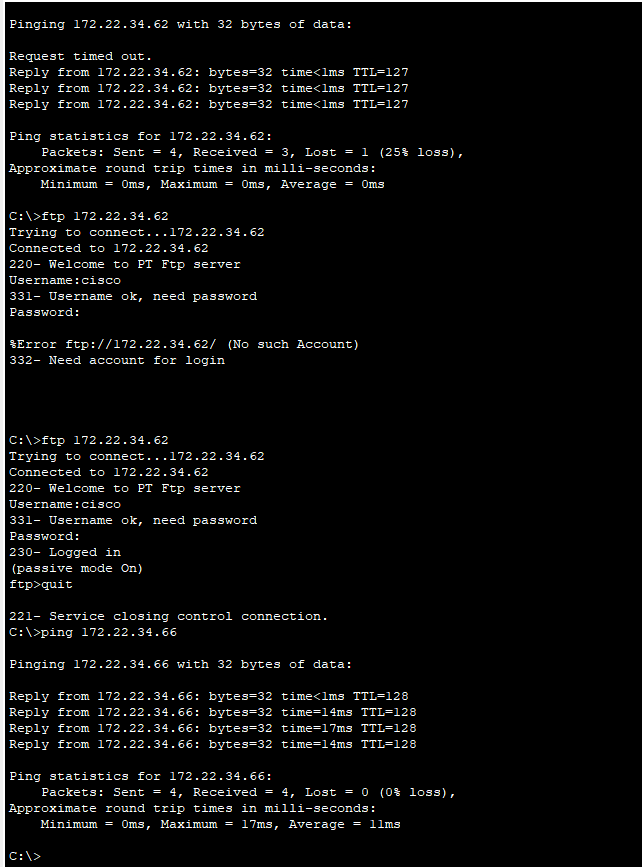 Pinging 172.22.34.62 with 32 bytes of data:
Request timed out.
Reply from 172.22.34.62: bytes=32 time<1ms TTL=127
Reply from 172.22.34.62: bytes=32 time<1ms TTL=127
Reply from 172.22.34.62: bytes=32 time<1ms TTL=127
Ping statistics for 172.22.34.62:
Packets: Sent = 4, Received = 3, Lost = 1 (25% loss),
Approximate round trip times in milli-seconds:
Minimum = 0ms, Maximum = 0ms, Average = 0ms
C:\>ftp 172.22.34.62
Trying to connect...172.22.34.62
Connected to 172.22.34.62
220- Welcome to PT Ftp server
Username:cisco
331- Username ok, need password
Password:
%Error ftp://172.22.34.62/ (No such Account)
332- Need account for login
C:\>ftp 172.22.34.62
Trying to connect...172.22.34.62
Connected to 172.22.34.62
220- Welcome to PT Ftp server
Username:cisco
331- Username ok, need password
Password:
230- Logged in
(passive mode On)
ftp>quit
221- Service closing control connection.
C:\>ping 172.22.34.66
Pinging 172.22.34.66 with 32 bytes of data:
Reply from 172.22.34.66: bytes=32 time<1ms TTL=128
Reply from 172.22.34.66: bytes=32 time=14ms TTL=128
Reply from 172.22.34.66: bytes=32 time=17ms TTL=128
Reply from 172.22.34.66: bytes=32 time=14ms TTL=128
Ping statistics for 172.22.34.66:
Packets: Sent = 4, Received = 4, Lost = 0 (0% loss),
Approximate round trip times in milli-seconds:
Minimum = 0ms, Maximum = 17ms, Average = 11ms
C:\>